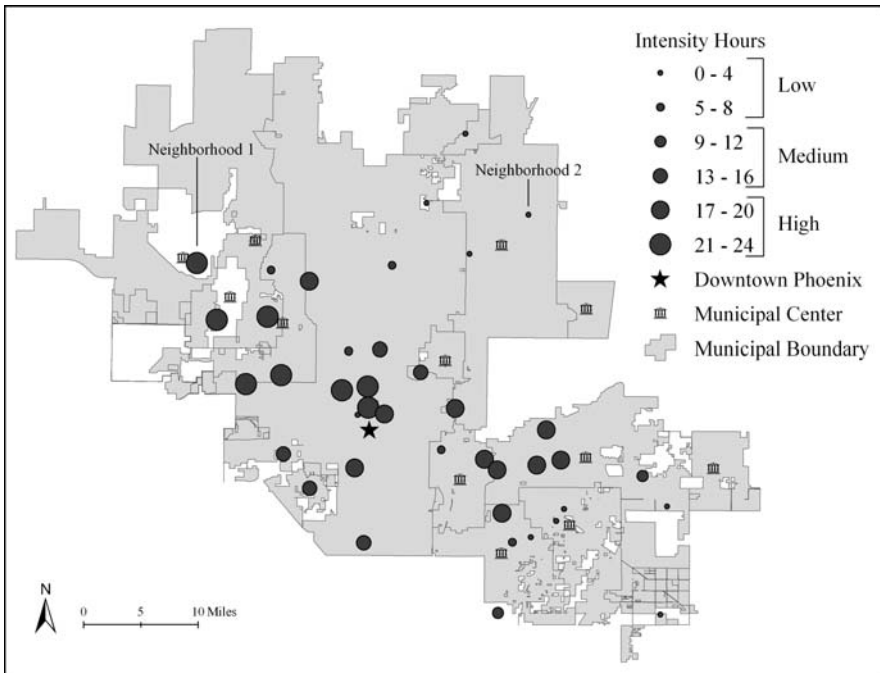 Intensity Hours
0 - 4
5 - 8
Low
9 - 12
13 - 16
Medium
17 - 20
21 - 24
High
Downtown Phoenix
Municipal Center
Municipal Boundary
Neighborhood 1
Neighborhood 2
N
0 5 10 Miles